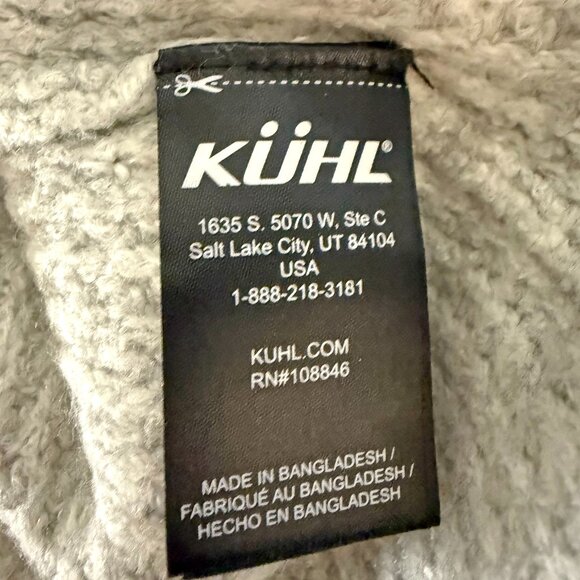 KÜHL®
1635 S. 5070 W, Ste C
Salt Lake City, UT 84104
USA
1-888-218-3181
KUHL.COM
RN#108846
MADE IN BANGLADESH /
FABRIQUÉ AU BANGLADESH /
HECHO EN BANGLADESH